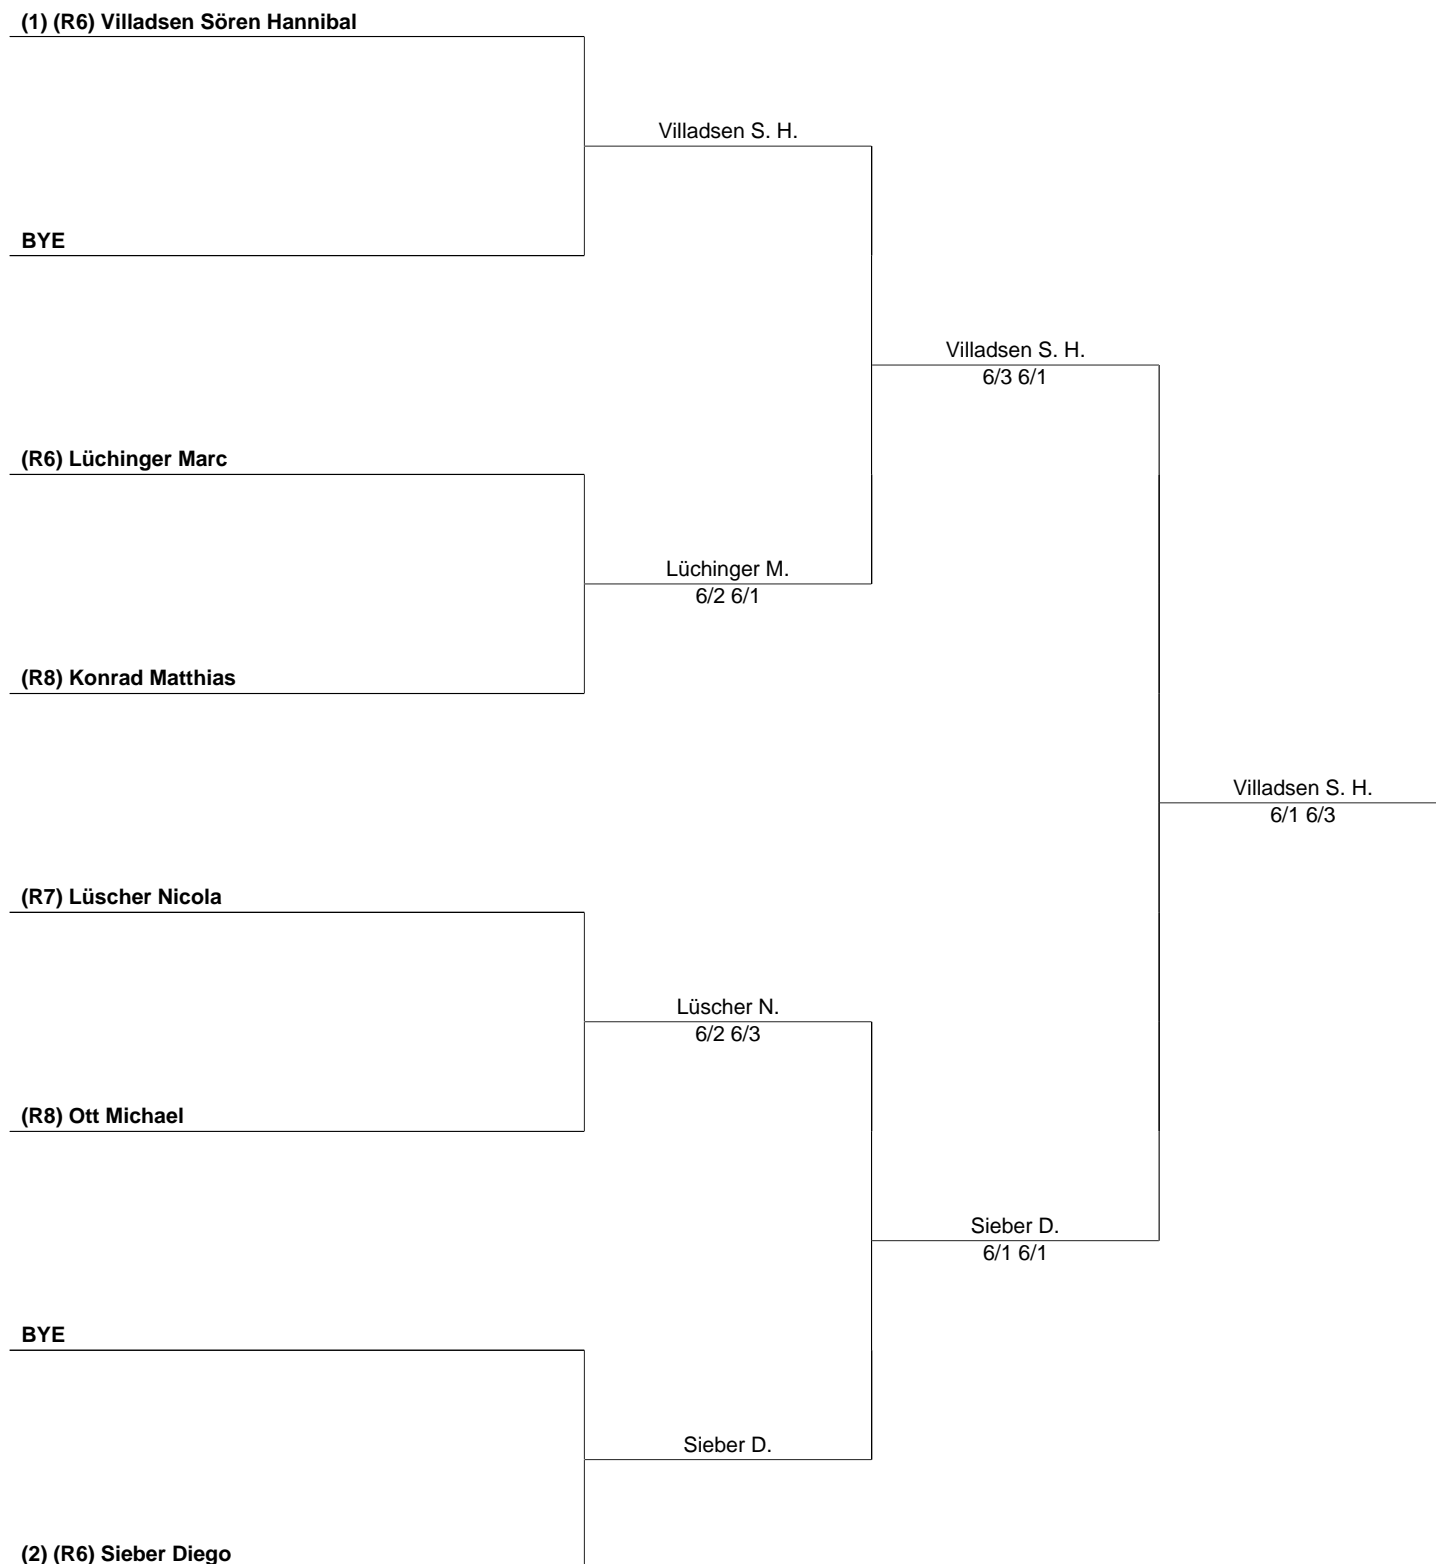 (1) (R6) Villadsen Sören Hannibal
Villadsen S. H.
BYE
Villadsen S. H.
6/3 6/1
(R6) Lüchinger Marc
Lüchinger M.
6/2 6/1
(R8) Konrad Matthias
Villadsen S. H.
6/1 6/3
(R7) Lüscher Nicola
Lüscher N.
6/2 6/3
(R8) Ott Michael
Sieber D.
6/1 6/1
BYE
Sieber D.
(2) (R6) Sieber Diego